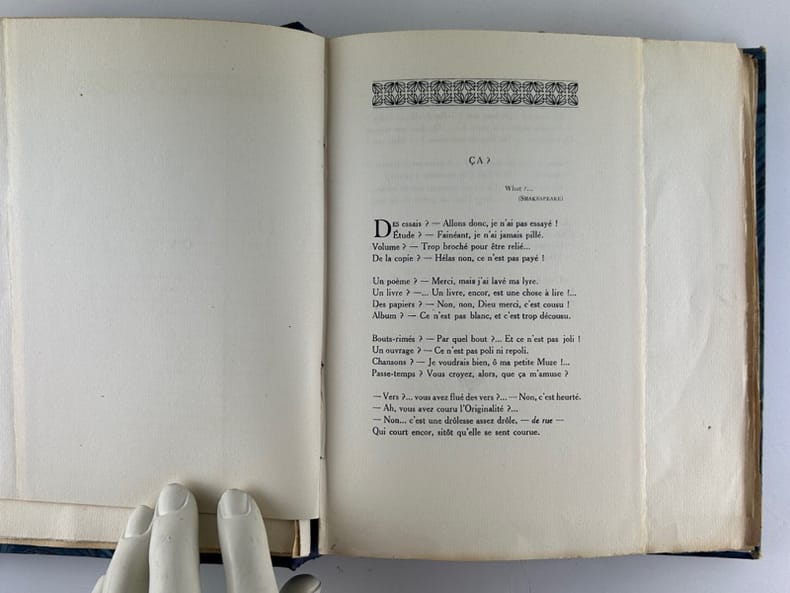 ÇA ?
What ?...
(SHAKESPEARE)
DES essais ? — Allons donc, je n'ai pas essayé !
Étude ? — Fainéant, je n'ai jamais pillé.
Volume ? — Trop broché pour être relié...
De la copie ? — Hélas non, ce n'est pas payé !
Un poème ? — Merci, mais j'ai lavé ma lyre.
Un livre ? —... Un livre, encor, est une chose à lire !...
Des papiers ? — Non, non, Dieu merci, c'est cousu !
Album ? — Ce n'est pas blanc, et c'est trop décousu.
Bouts-rimés ? — Par quel bout ?... Et ce n'est pas joli !
Un ouvrage ? — Ce n'est pas poli ni repoli.
Chansons ? — Je voudrais bien, ô ma petite Muze !...
Passe-temps ? Vous croyez, alors, que ça m'amuse ?
— Vers ?... vous avez flué des vers ?... — Non, c'est heurté.
— Ah, vous avez couru l'Originalité ?...
— Non... c'est une drôlesse assez drôle, — de rue —
Qui court encor, sitôt qu'elle se sent courue.